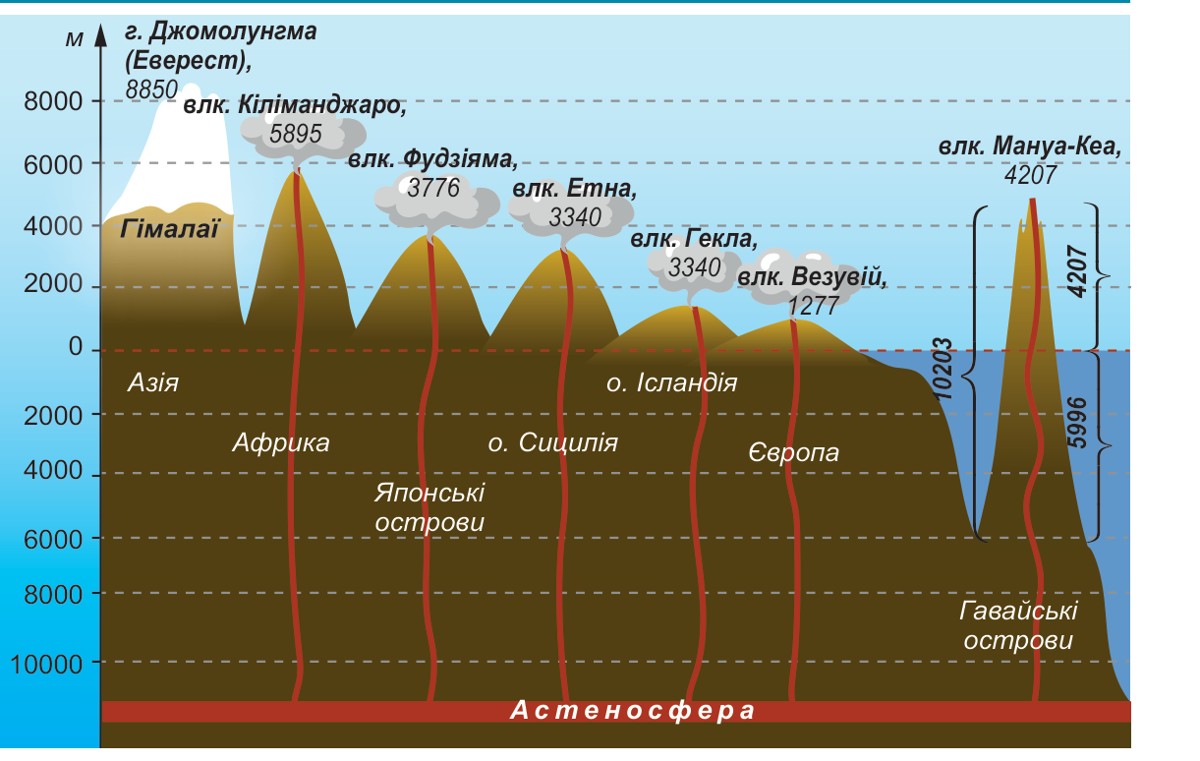 м
г. Джомолунгма
(Еверест),
8850
влк. Кіліманджаро,
5895
влк. Фудзіяма,
3776
влк. Етна,
3340
влк. Гекла,
3340
влк. Везувій,
1277
влк. Мануа-Кеа,
4207
8000
6000
4000
2000
0
2000
4000
6000
8000
10000
Гімалаї
Азія
Африка
Японські
острови
о. Сицилія
о. Ісландія
Європа
10203
4207
5996
Гавайські
острови
Астеносфера